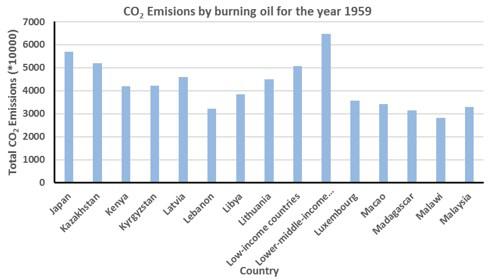 CO2 Emisions by burning oil for the year 1959
Total CO2 Emissions (*10000)
7000
6000
5000
4000
3000
2000
1000
0
Japan
Kazakhstan
Kenya
Kyrgyzstan
Latvia
Lebanon
Libya
Lithuania
Low-income countries
Lower-middle-income...
Luxembourg
Macao
Madagascar
Malawi
Malaysia
Country